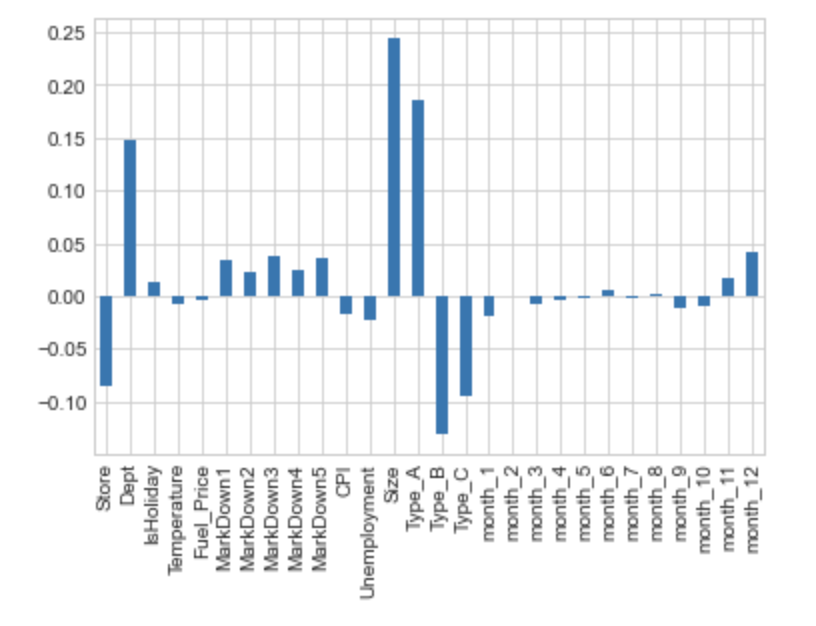 0.25
0.20
0.15
0.10
0.05
0.00
−0.05
−0.10
Store
Dept
IsHoliday
Temperature
Fuel_Price
MarkDown1
MarkDown2
MarkDown3
MarkDown4
MarkDown5
CPI
Unemployment
Size
Type_A
Type_B
Type_C
month_1
month_2
month_3
month_4
month_5
month_6
month_7
month_8
month_9
month_10
month_11
month_12